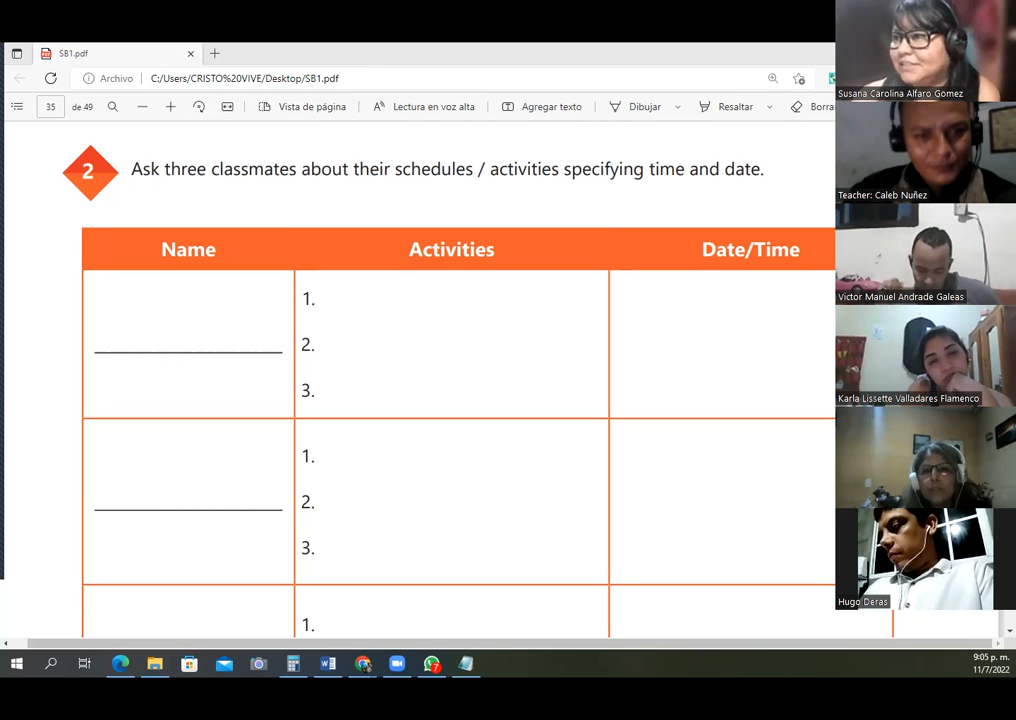 SB1.pdf
Archivo C:/Users/CRISTO%20VIVE/Desktop/SB1.pdf
35 de 49 Vista de página Lectura en voz alta Agregar texto Dibujar Resaltar Borra
2 Ask three classmates about their schedules / activities specifying time and date.
Name Activities Date/Time
1.
2.
3.
1.
2.
3.
1.
Susana Carolina Alfaro Gomez
Teacher: Caleb Nuñez
Victor Manuel Andrade Galeas
Karla Lissette Valladares Flamenco
Hugo Deras
7
9:05 p. m.
11/7/2022